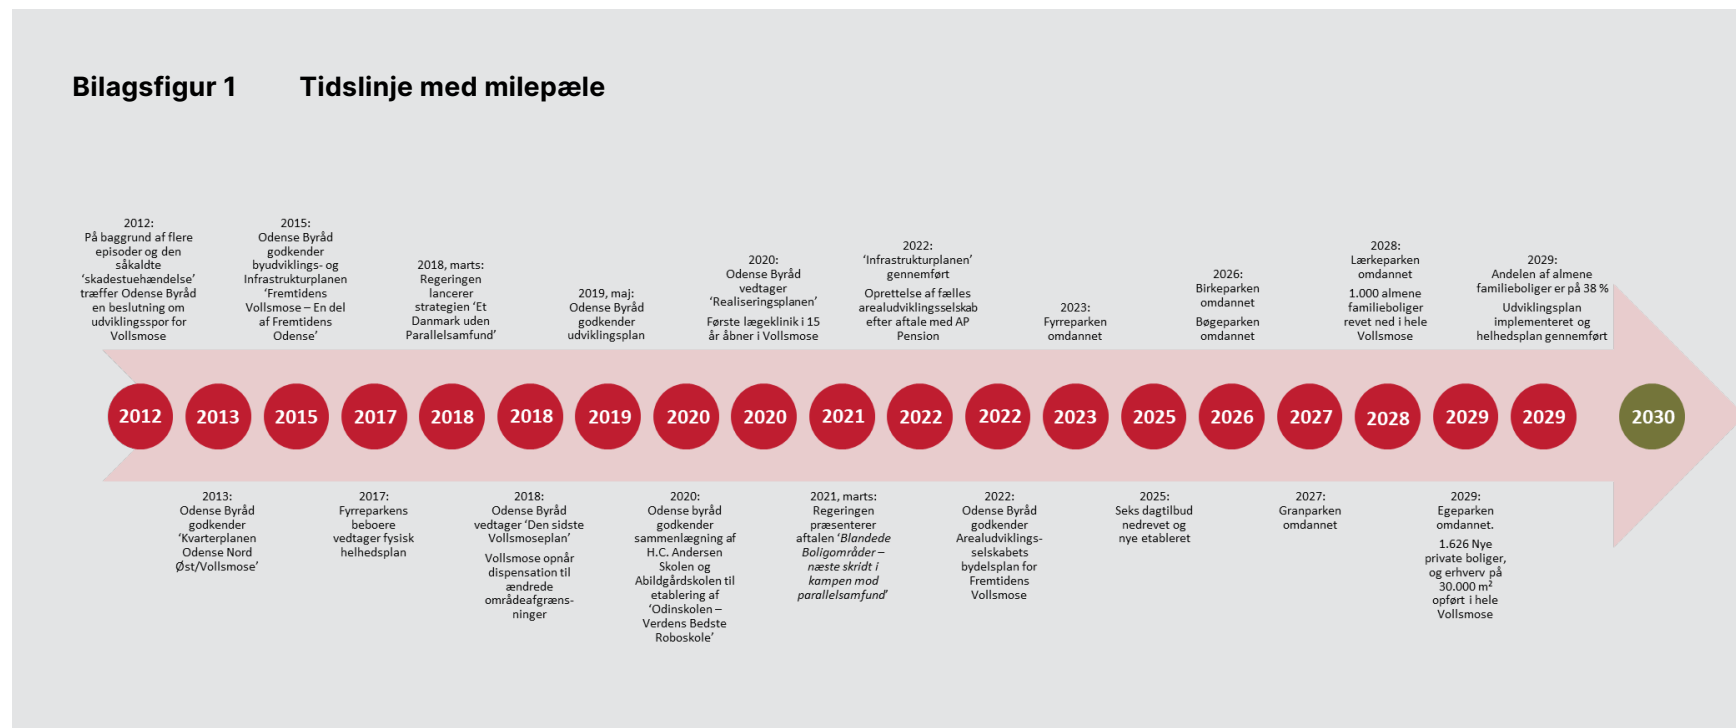 Bilagsfigur 1 Tidslinje med milepæle
2012:
På baggrund af flere
episoder og den
såkaldte
‘skadestuehændelse’
træffer Odense Byråd
en beslutning om
udviklingsspor for
Vollsmose
2015:
Odense Byråd
godkender
byudviklings- og
Infrastrukturplanen
‘Fremtidens
Vollsmose – En del
af Fremtidens
Odense’
2018, marts:
Regeringen
lancerer
strategien ‘Et
Danmark uden
Parallelsamfund’
2019, maj:
Odense Byråd
godkender
udviklingsplan
2020:
Odense Byråd
vedtager
‘Realiseringsplanen’
Første lægeklinik i 15
år åbner i Vollsmose
2022:
‘Infrastrukturplanen’
gennemført
Oprettelse af fælles
arealudviklingsselskab
efter aftale med AP
Pension
2023:
Fyrreparken
omdannet
2026:
Birkeparken
omdannet
Bøgeparken
omdannet
2028:
Lærkeparken
omdannet
1.000 almene
familieboliger
revet ned i hele
Vollsmose
2029:
Andelen af almene
familieboliger er på 38 %
Udviklingsplan
implementeret og
helhedsplan gennemført
2012 2013 2015 2017 2018 2018 2019 2020 2020 2021 2022 2022 2023 2025 2026 2027 2028 2029 2029 2030
2013:
Odense Byråd
godkender
‘Kvarterplanen
Odense Nord
Øst/Vollsmose’
2017:
Fyrreparkens
beboere
vedtager fysisk
helhedsplan
2018:
Odense Byråd
vedtager ‘Den sidste
Vollsmoseplan’
Vollsmose opnår
dispensation til
ændrede
områdeafgræns-
ninger
2020:
Odense byråd
godkender
sammenlægning af
H.C. Andersen
Skolen og
Abildgårdskolen til
etablering af
‘Odinskolen –
Verdens Bedste
Roboskole’
2021, marts:
Regeringen
præsenterer
aftalen ‘Blandede
Boligområder –
næste skridt i
kampen mod
parallelsamfund’
2022:
Odense Byråd
godkender
Arealudviklings-
selskabets
bydelsplan for
Fremtidens
Vollsmose
2025:
Seks dagtilbud
nedrevet og
nye etableret
2027:
Granparken
omdannet
2029:
Egeparken
omdannet.
1.626 Nye
private boliger,
og erhverv på
30.000 m²
opført i hele
Vollsmose